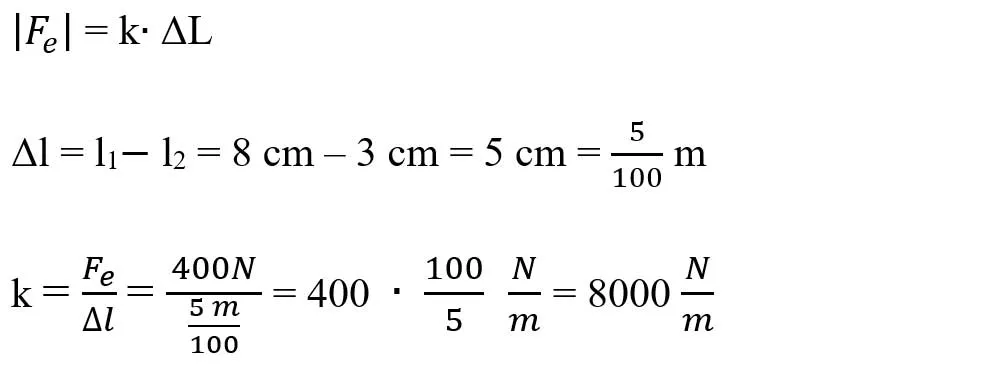 |Fₑ| = k· ΔL
Δl = l₁− l₂ = 8 cm – 3 cm = 5 cm = 5/100 m
k = Fₑ/Δl = 400N/(5 m/100) = 400 · 100/5 N/m = 8000 N/m